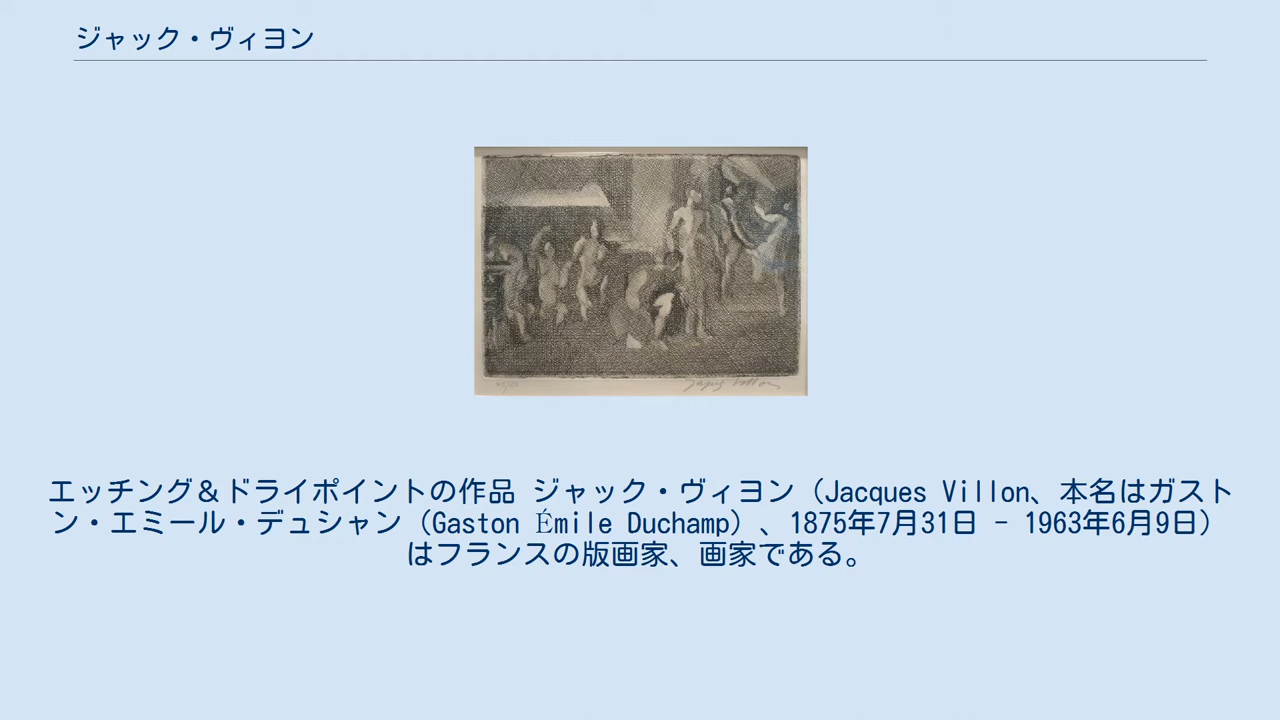 ジャック・ヴィヨン
Jacques Villon
エッチング＆ドライポイントの作品 ジャック・ヴィヨン（Jacques Villon、本名はガスト
ン・エミール・デュシャン（Gaston Émile Duchamp）、1875年7月31日 - 1963年6月9日）
はフランスの版画家、画家である。